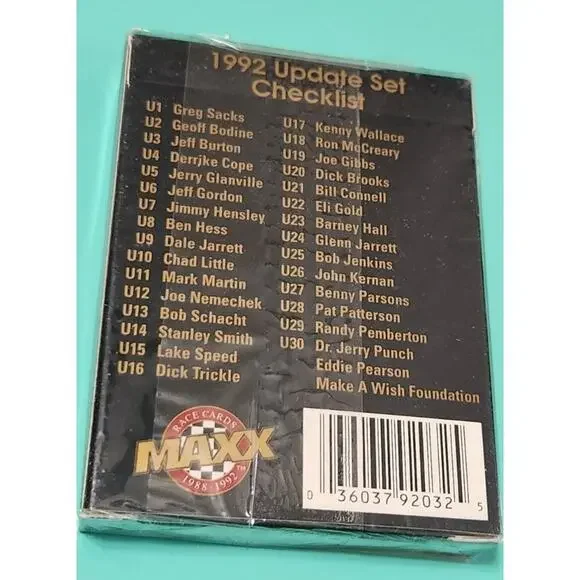 1992 Update Set
Checklist
U1 Greg Sacks
U2 Geoff Bodine
U3 Jeff Burton
U4 Derrjke Cope
U5 Jerry Glanville
U6 Jeff Gordon
U7 Jimmy Hensley
U8 Ben Hess
U9 Dale Jarrett
U10 Chad Little
U11 Mark Martin
U12 Joe Nemechek
U13 Bob Schacht
U14 Stanley Smith
U15 Lake Speed
U16 Dick Trickle
U17 Kenny Wallace
U18 Ron McCreary
U19 Joe Gibbs
U20 Dick Brooks
U21 Bill Connell
U22 Eli Gold
U23 Barney Hall
U24 Glenn Jarrett
U25 Bob Jenkins
U26 John Kernan
U27 Benny Parsons
U28 Pat Patterson
U29 Randy Pemberton
U30 Dr. Jerry Punch
Eddie Pearson
Make A Wish Foundation
RACE CARDS
MAXX
1988-1992
TM
0 36037 92032 5